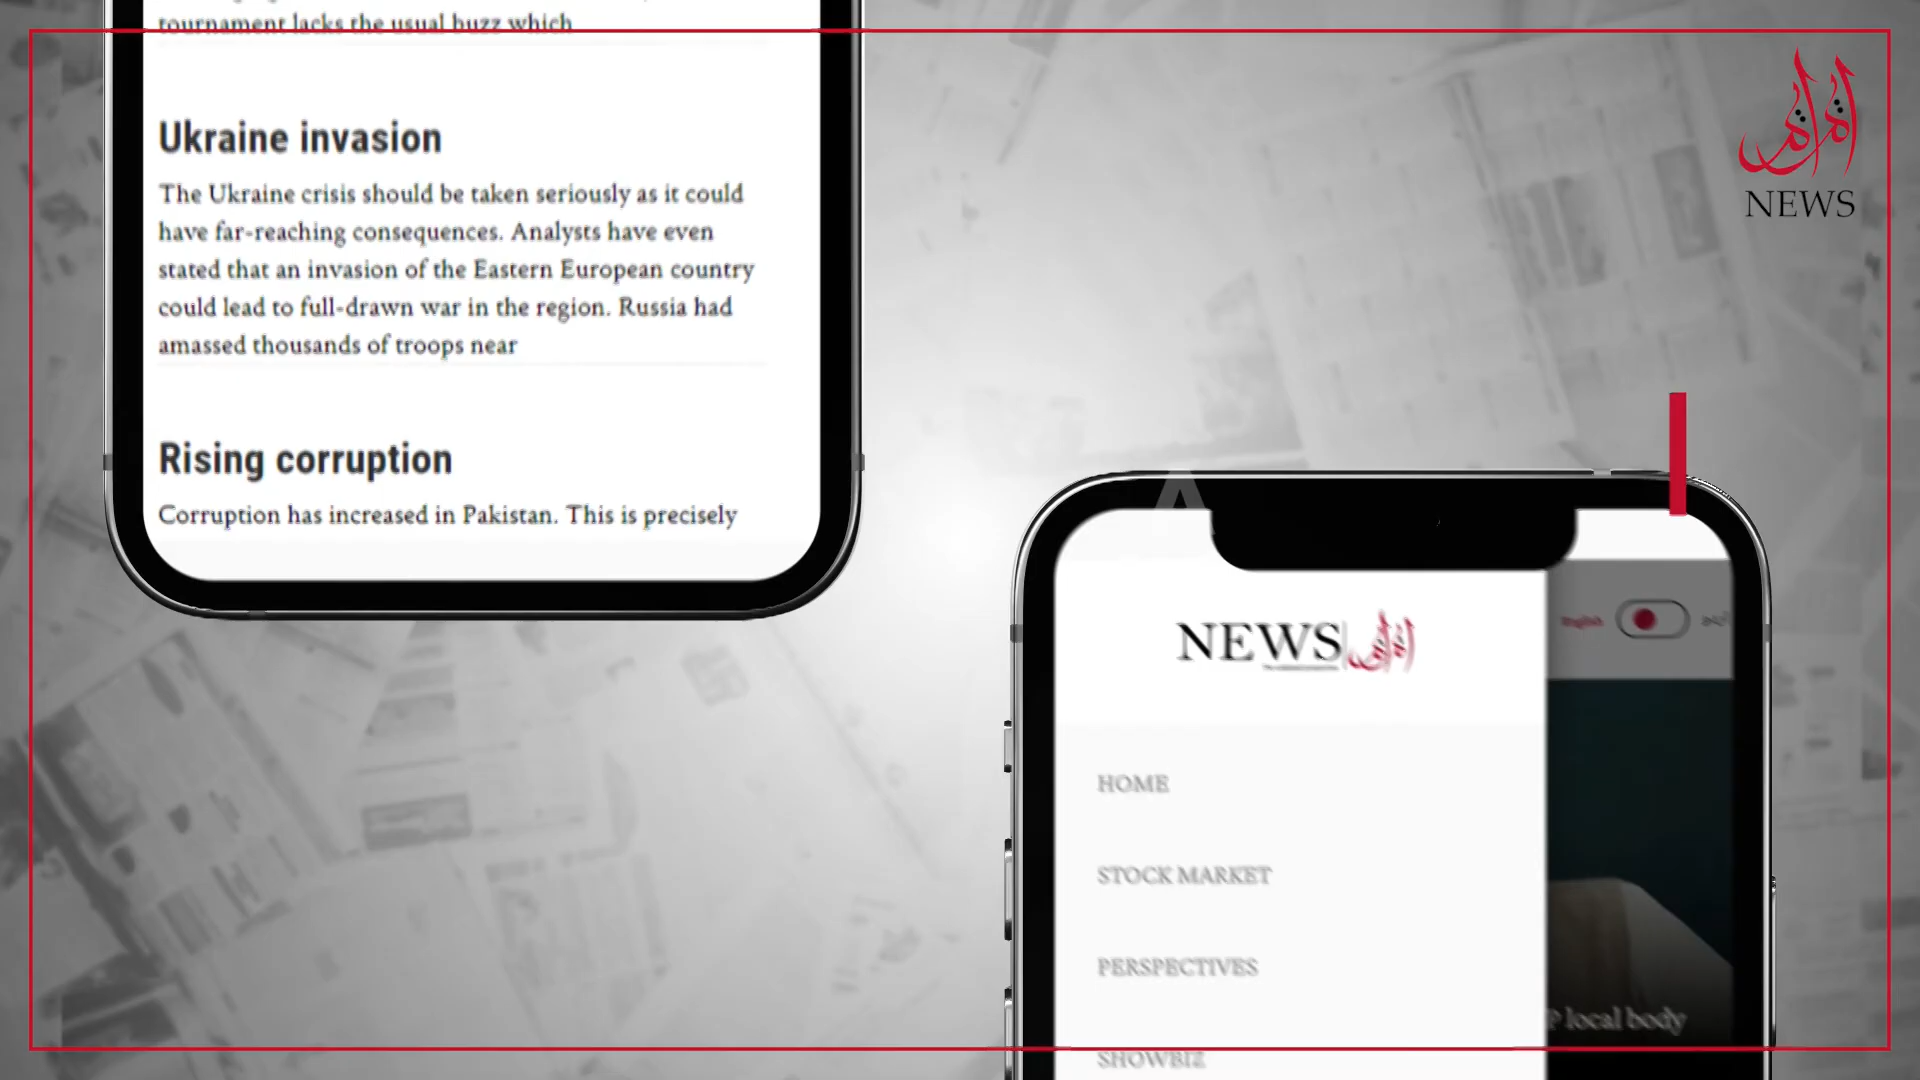 tournament lacks the usual buzz which
Ukraine invasion
The Ukraine crisis should be taken seriously as it could
have far-reaching consequences. Analysts have even
stated that an invasion of the Eastern European country
could lead to full-drawn war in the region. Russia had
amassed thousands of troops near
Rising corruption
Corruption has increased in Pakistan. This is precisely
NEWS
NEWS
English
HOME
STOCK MARKET
PERSPECTIVES
SHOWBIZ
P local body